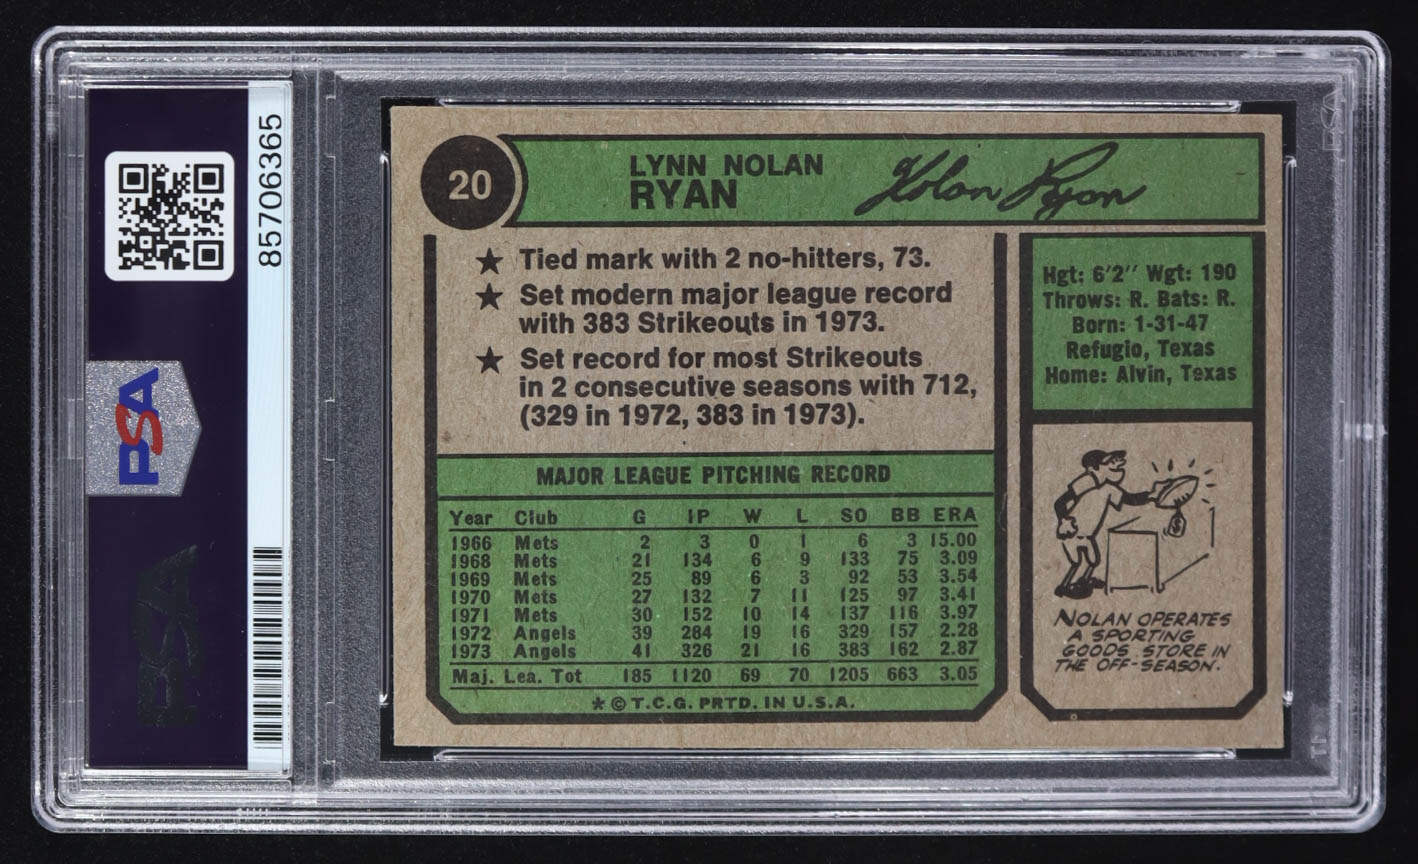 85706365
PSA
PSA
20
LYNN NOLAN
RYAN
Nolan Ryan
★ Tied mark with 2 no-hitters, 73.
★ Set modern major league record
with 383 Strikeouts in 1973.
★ Set record for most Strikeouts
in 2 consecutive seasons with 712,
(329 in 1972, 383 in 1973).
MAJOR LEAGUE PITCHING RECORD
Year Club G IP W L SO BB ERA
1966 Mets 2 3 0 1 6 3 15.00
1968 Mets 21 134 6 9 133 75 3.09
1969 Mets 25 89 6 3 92 53 3.54
1970 Mets 27 132 7 11 125 97 3.41
1971 Mets 30 152 10 14 137 116 3.97
1972 Angels 39 284 19 16 329 157 2.28
1973 Angels 41 326 21 16 383 162 2.87
Maj. Lea. Tot 185 1120 69 70 1205 663 3.05
* © T.C.G. PRTD. IN U.S.A.
Hgt: 6'2" Wgt: 190
Throws: R. Bats: R.
Born: 1-31-47
Refugio, Texas
Home: Alvin, Texas
$
NOLAN OPERATES
A SPORTING
GOODS STORE IN
THE OFF-SEASON.